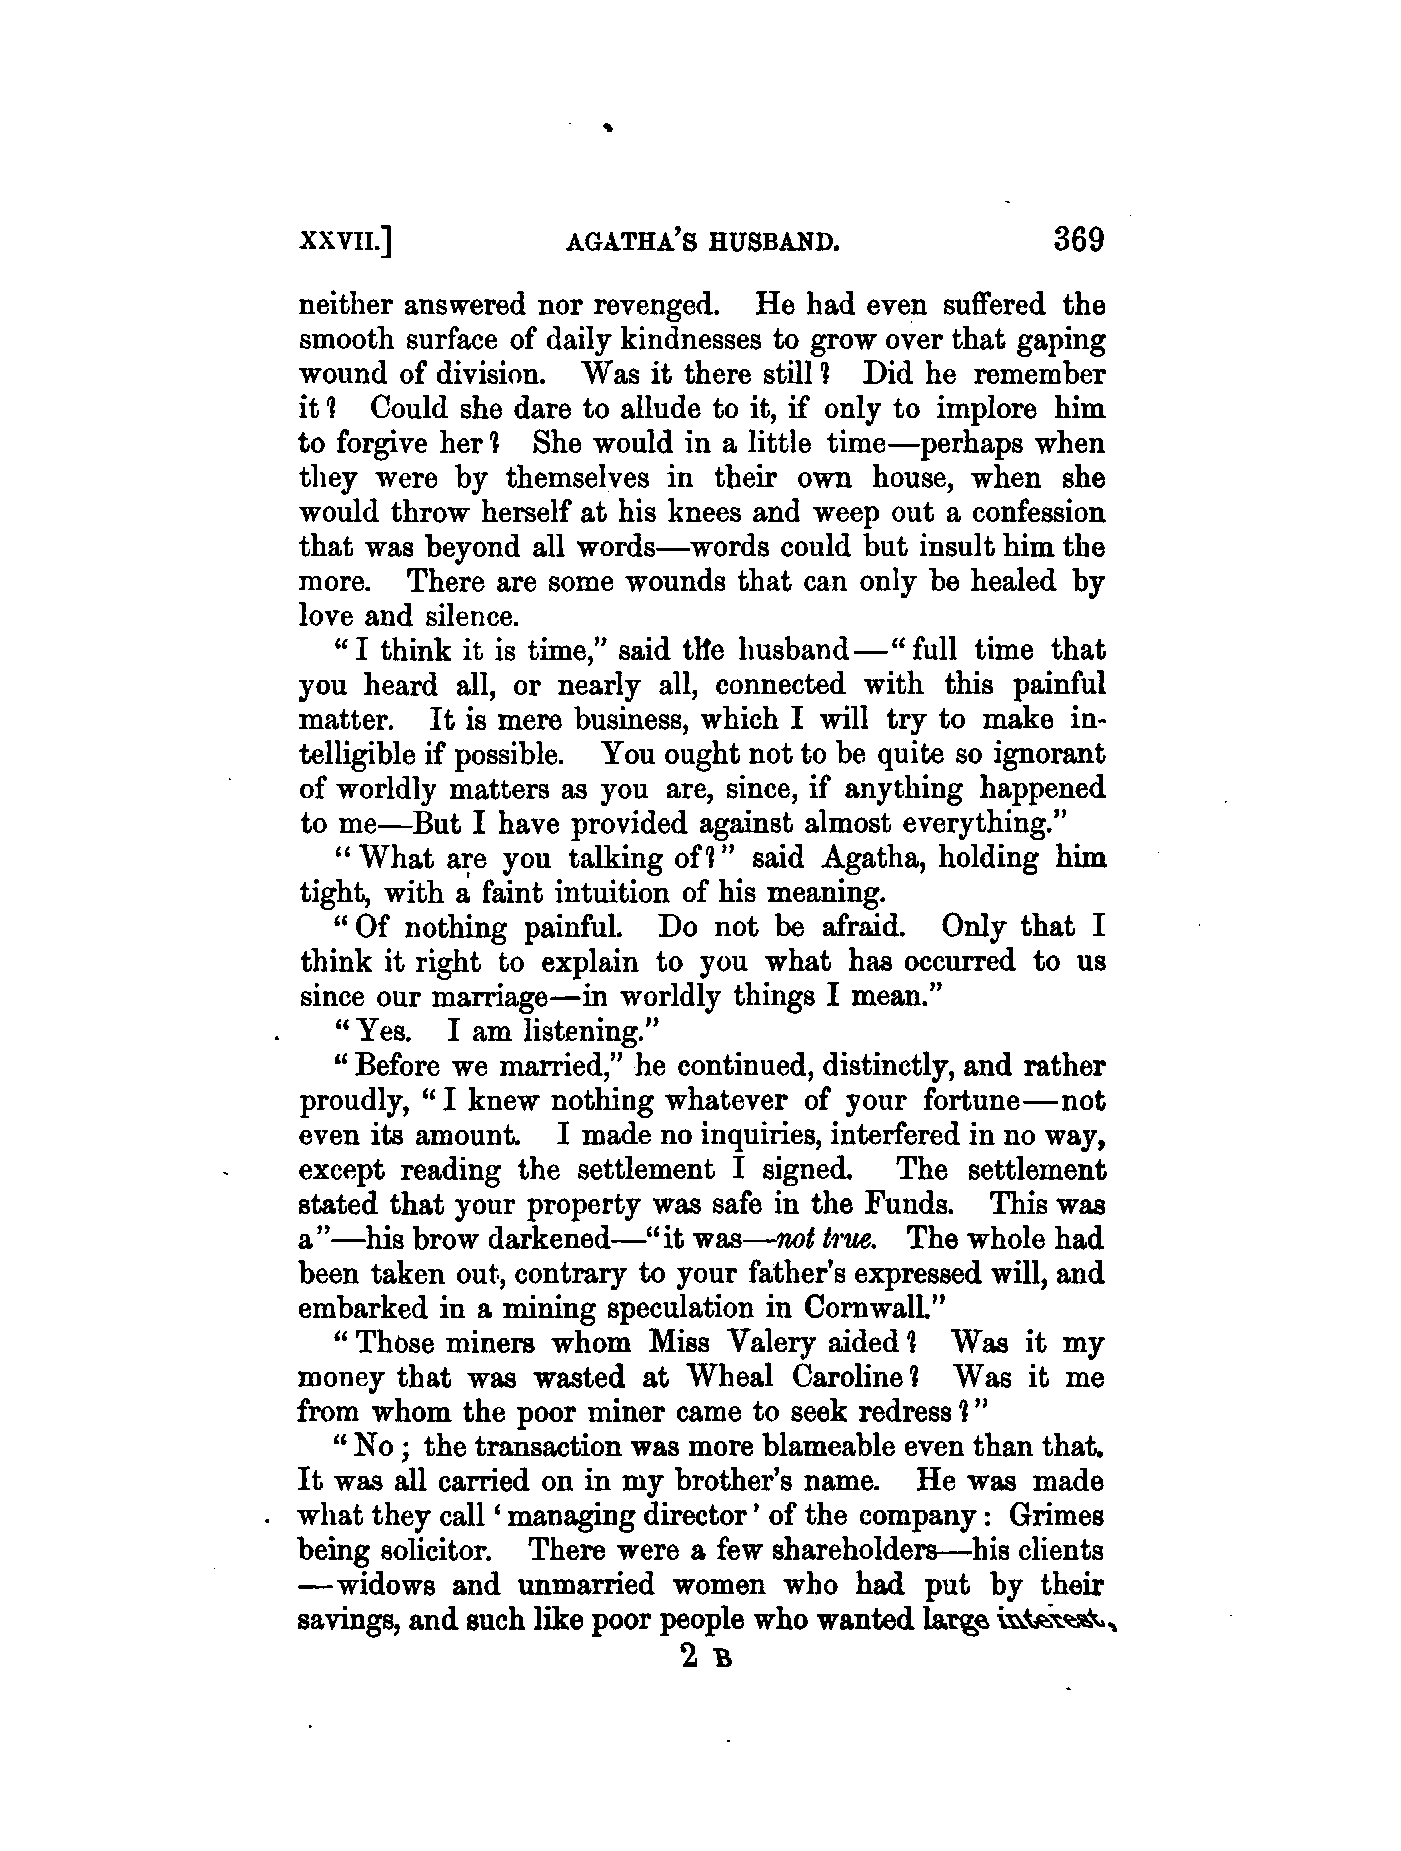 XXVII.] AGATHA'S HUSBAND. 369
neither answered nor revenged. He had even suffered the
smooth surface of daily kindnesses to grow over that gaping
wound of division. Was it there still? Did he remember
it? Could she dare to allude to it, if only to implore him
to forgive her? She would in a little time—perhaps when
they were by themselves in their own house, when she
would throw herself at his knees and weep out a confession
that was beyond all words—words could but insult him the
more. There are some wounds that can only be healed by
love and silence.
"I think it is time," said the husband—"full time that
you heard all, or nearly all, connected with this painful
matter. It is mere business, which I will try to make in-
telligible if possible. You ought not to be quite so ignorant
of worldly matters as you are, since, if anything happened
to me—But I have provided against almost everything."
"What are you talking of?" said Agatha, holding him
tight, with a faint intuition of his meaning.
"Of nothing painful. Do not be afraid. Only that I
think it right to explain to you what has occurred to us
since our marriage—in worldly things I mean."
"Yes. I am listening."
"Before we married," he continued, distinctly, and rather
proudly, "I knew nothing whatever of your fortune—not
even its amount. I made no inquiries, interfered in no way,
except reading the settlement I signed. The settlement
stated that your property was safe in the Funds. This was
a"—his brow darkened—"it was—not true. The whole had
been taken out, contrary to your father's expressed will, and
embarked in a mining speculation in Cornwall."
"Those miners whom Miss Valery aided? Was it my
money that was wasted at Wheal Caroline? Was it me
from whom the poor miner came to seek redress?"
"No; the transaction was more blameable even than that.
It was all carried on in my brother's name. He was made
what they call 'managing director' of the company: Grimes
being solicitor. There were a few shareholders—his clients
—widows and unmarried women who had put by their
savings, and such like poor people who wanted large interest,
2 B